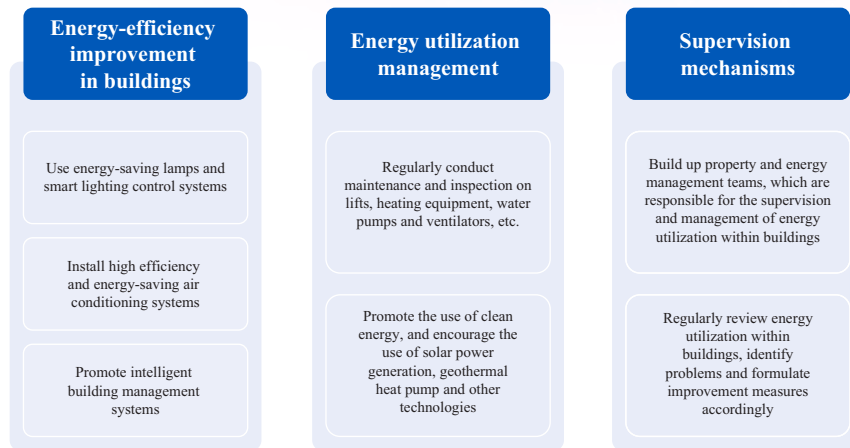 Energy-efficiency
improvement
in buildings
Use energy-saving lamps and
smart lighting control systems
Install high efficiency
and energy-saving air
conditioning systems
Promote intelligent
building management
systems
Energy utilization
management
Regularly conduct
maintenance and inspection on
lifts, heating equipment, water
pumps and ventilators, etc.
Promote the use of clean
energy, and encourage the
use of solar power
generation, geothermal
heat pump and other
technologies
Supervision
mechanisms
Build up property and energy
management teams, which are
responsible for the supervision
and management of energy
utilization within buildings
Regularly review energy
utilization within
buildings, identify
problems and formulate
improvement measures
accordingly